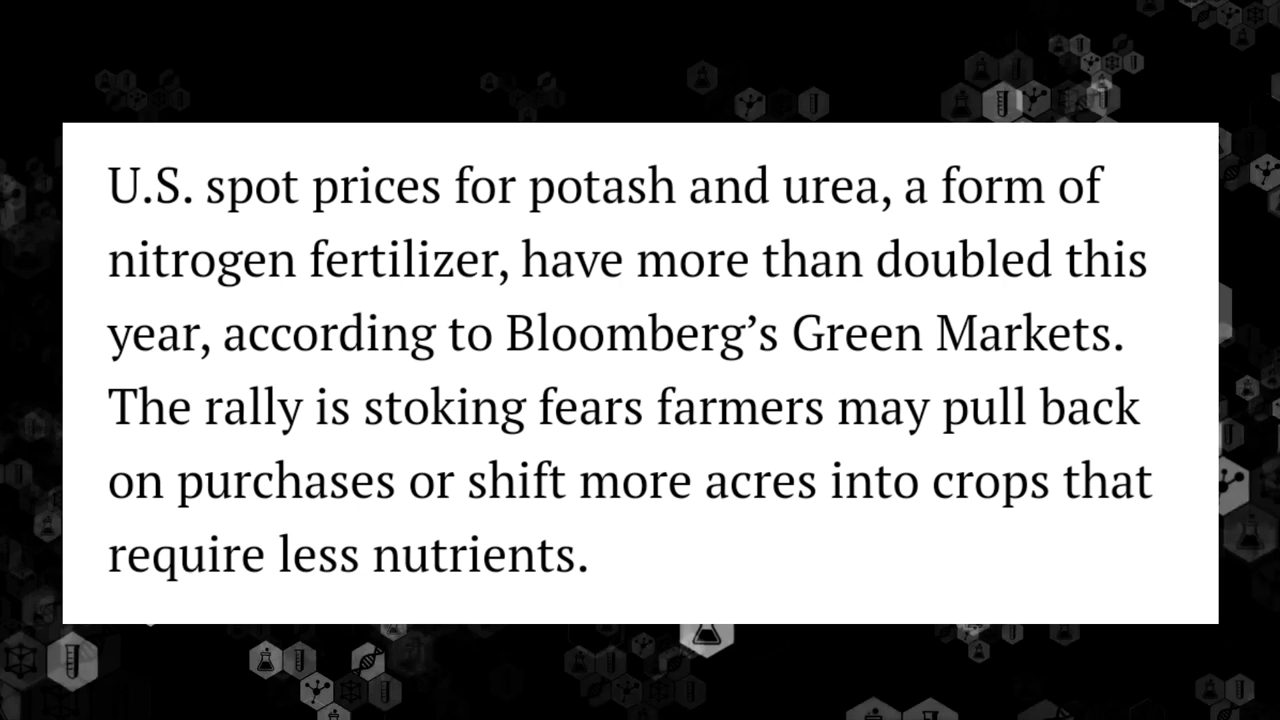 U.S. spot prices for potash and urea, a form of
nitrogen fertilizer, have more than doubled this
year, according to Bloomberg’s Green Markets.
The rally is stoking fears farmers may pull back
on purchases or shift more acres into crops that
require less nutrients.